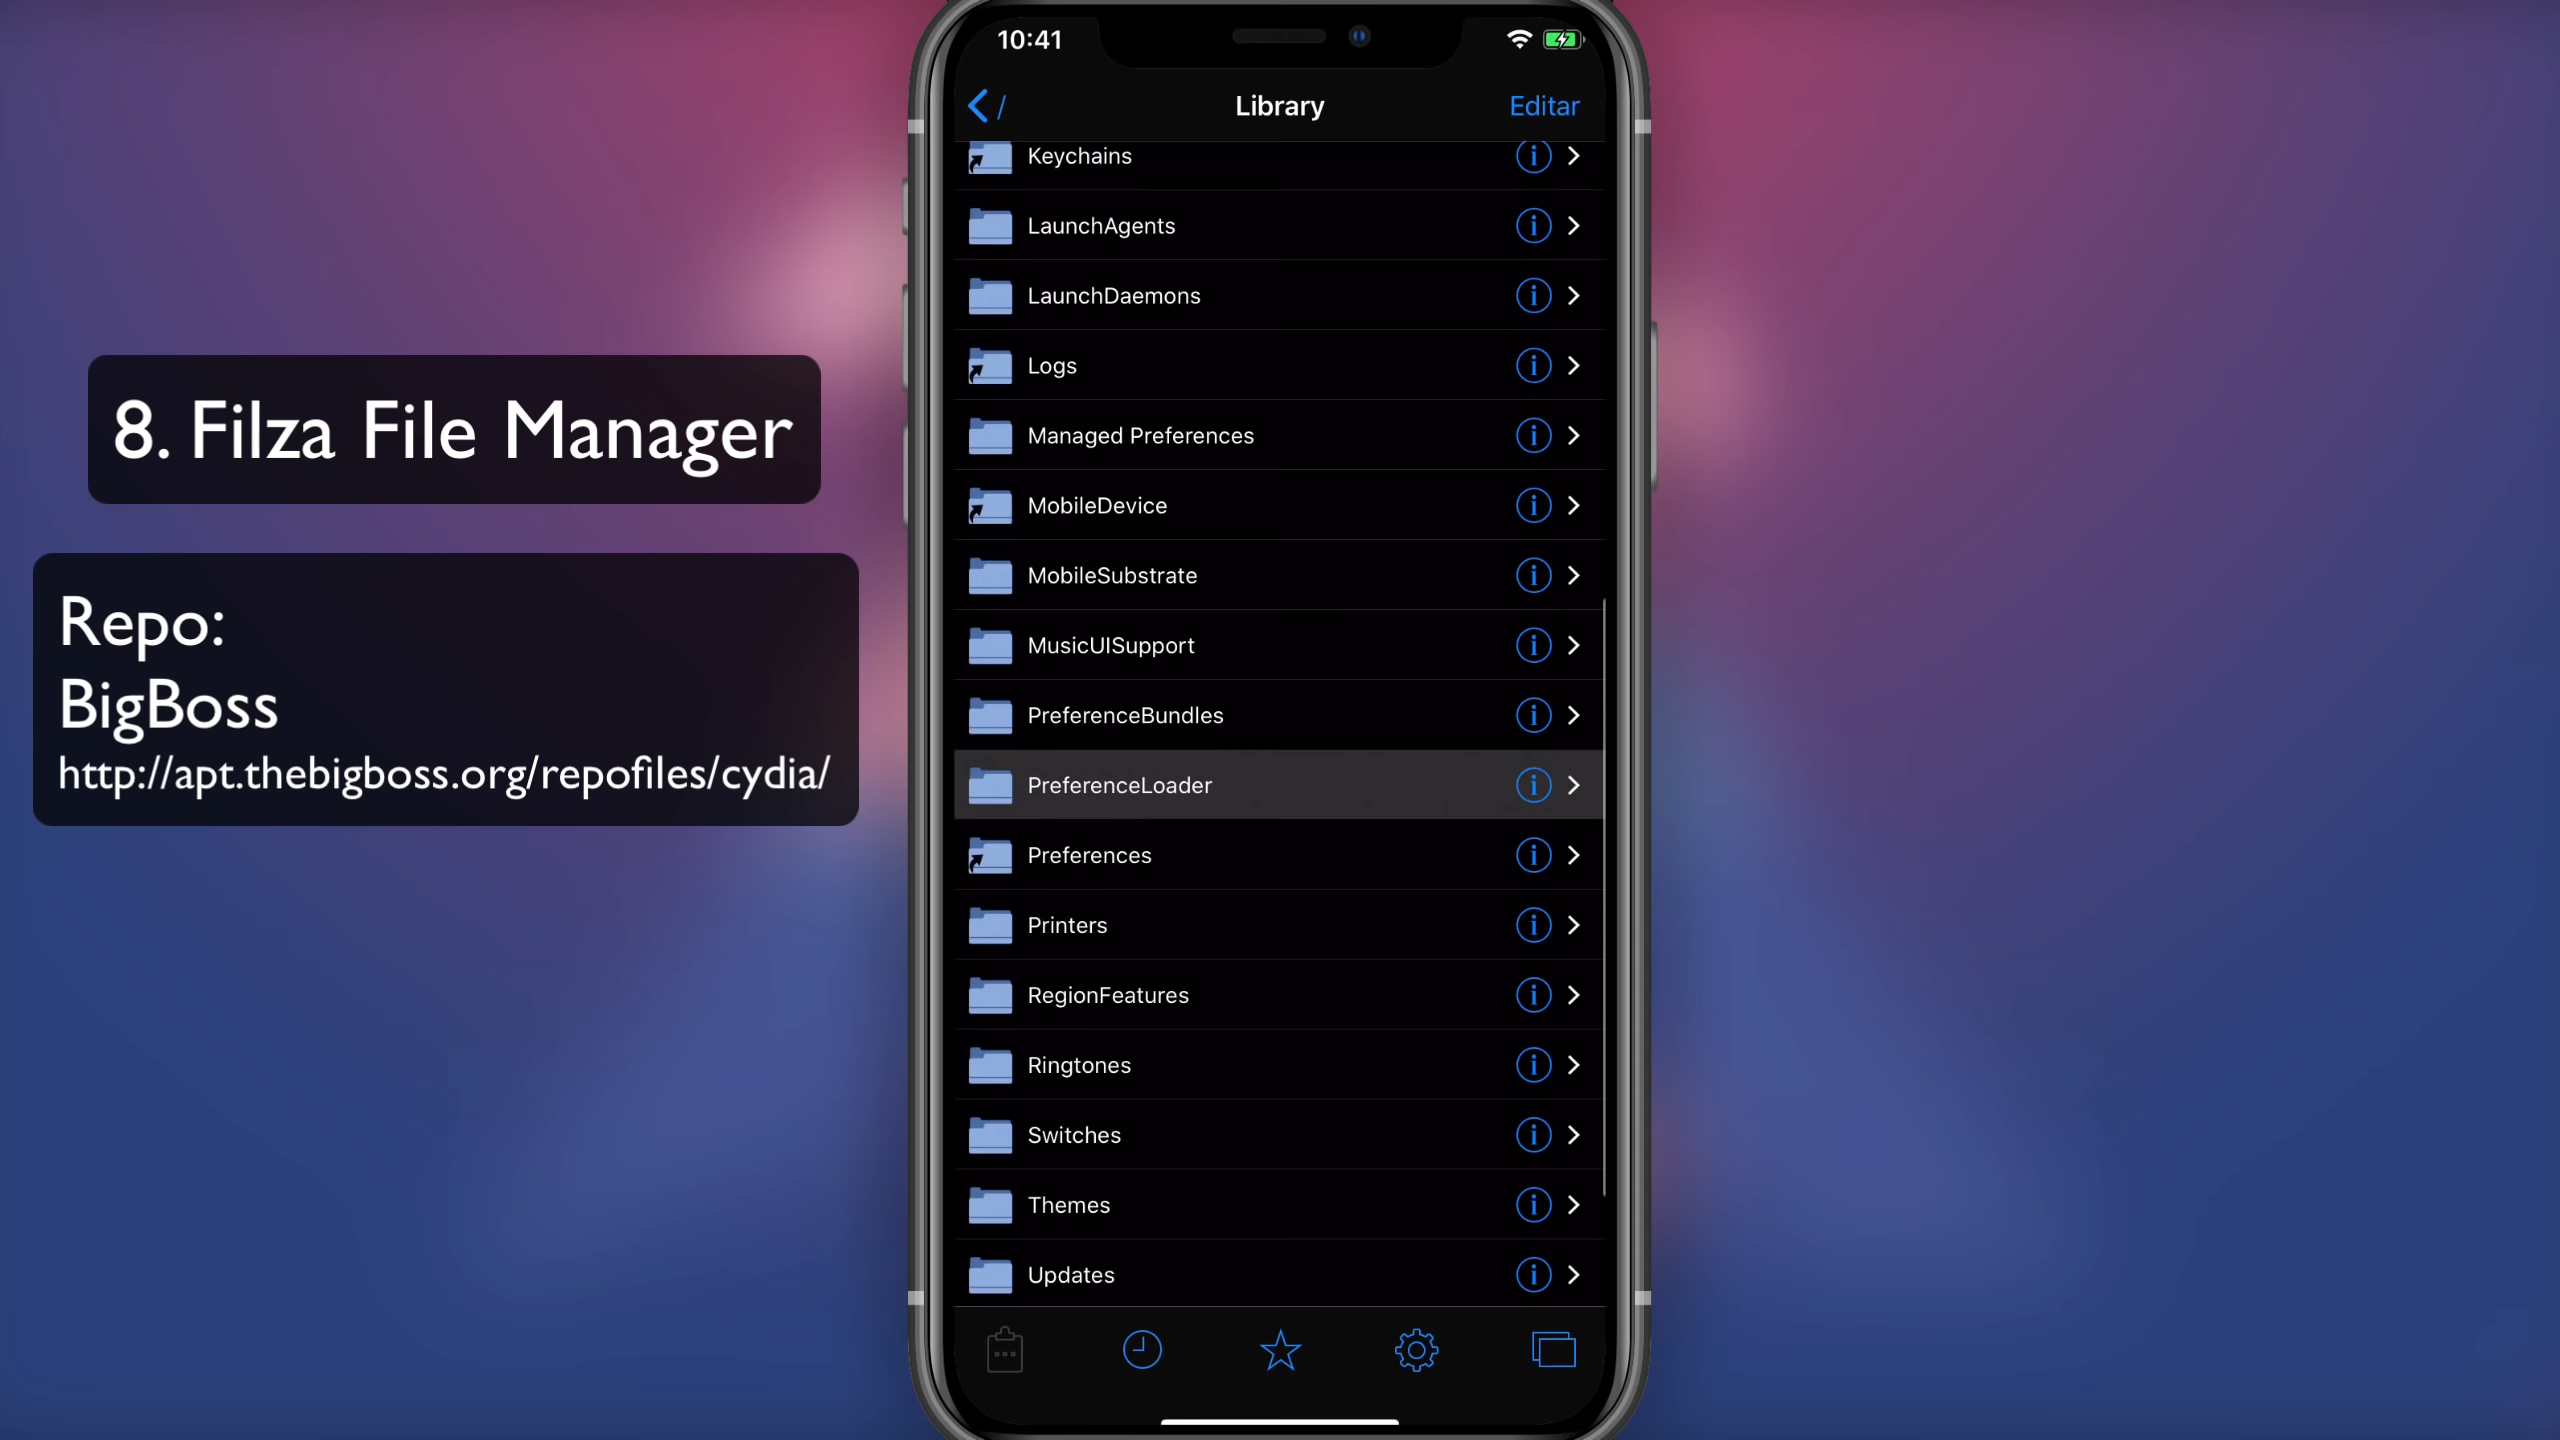 10:41
/
Library
Editar
Keychains
LaunchAgents
LaunchDaemons
Logs
Managed Preferences
MobileDevice
MobileSubstrate
MusicUISupport
PreferenceBundles
PreferenceLoader
Preferences
Printers
RegionFeatures
Ringtones
Switches
Themes
Updates
8. Filza File Manager
Repo:
BigBoss
http://apt.thebigboss.org/repofiles/cydia/